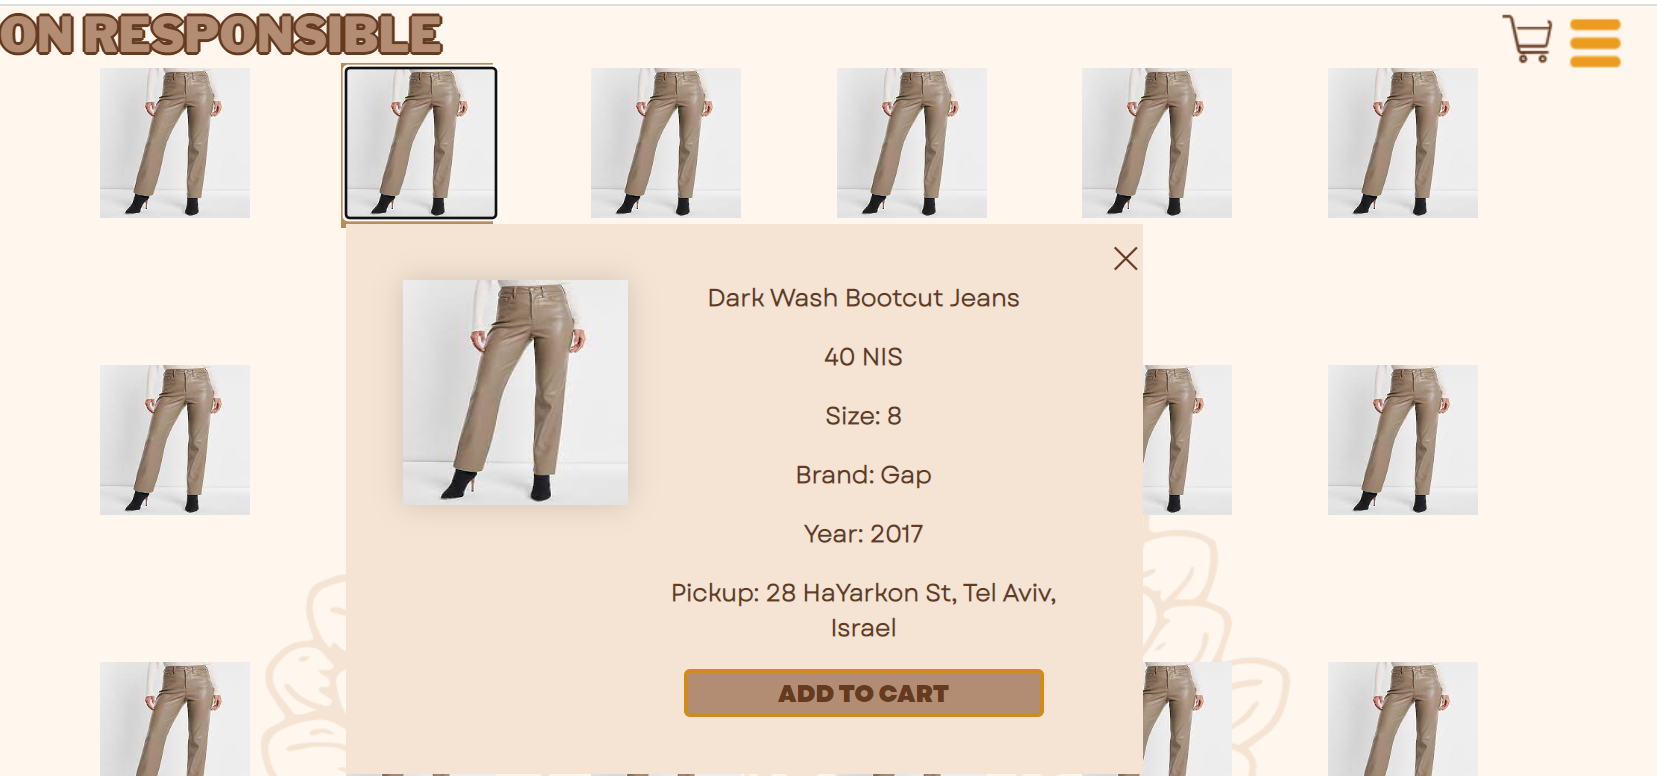 ON RESPONSIBLE
Dark Wash Bootcut Jeans
40 NIS
Size: 8
Brand: Gap
Year: 2017
Pickup: 28 HaYarkon St, Tel Aviv,
Israel
ADD TO CART